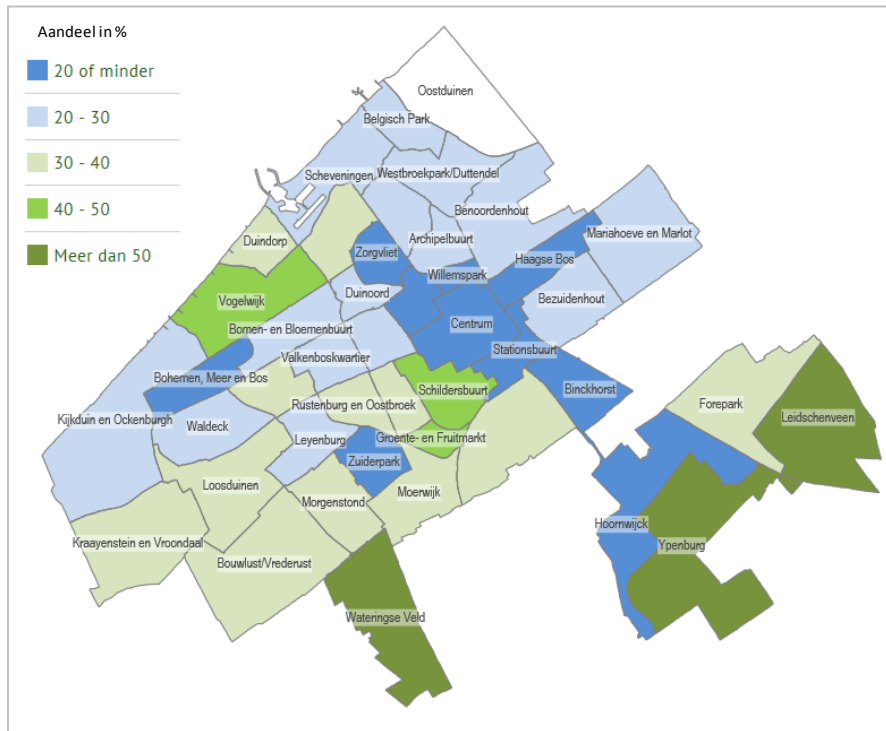 Aandeel in %
20 of minder
20 - 30
30 - 40
40 - 50
Meer dan 50
Oostduinen
Belgisch Park
Scheveningen
Westbroekpark/Duttendel
Benoordenhout
Duindorp
Zorgvliet
Archipelbuurt
Mariahoeve en Marlot
Willemspark
Haagse Bos
Vogelwijk
Duinoord
Bezuidenhout
Bomen- en Bloemenbuurt
Centrum
Valkenboskwartier
Stationsbuurt
Bohemen, Meer en Bos
Schildersbuurt
Binckhorst
Rustenburg en Oostbroek
Forepark
Leidschenveen
Kijkduin en Ockenburgh
Waldeck
Leyenburg
Groente- en Fruitmarkt
Zuiderpark
Loosduinen
Moerwijk
Morgenstond
Hoornwijck
Kraayenstein en Vroondaal
Ypenburg
Bouwlust/Vrederust
Wateringse Veld